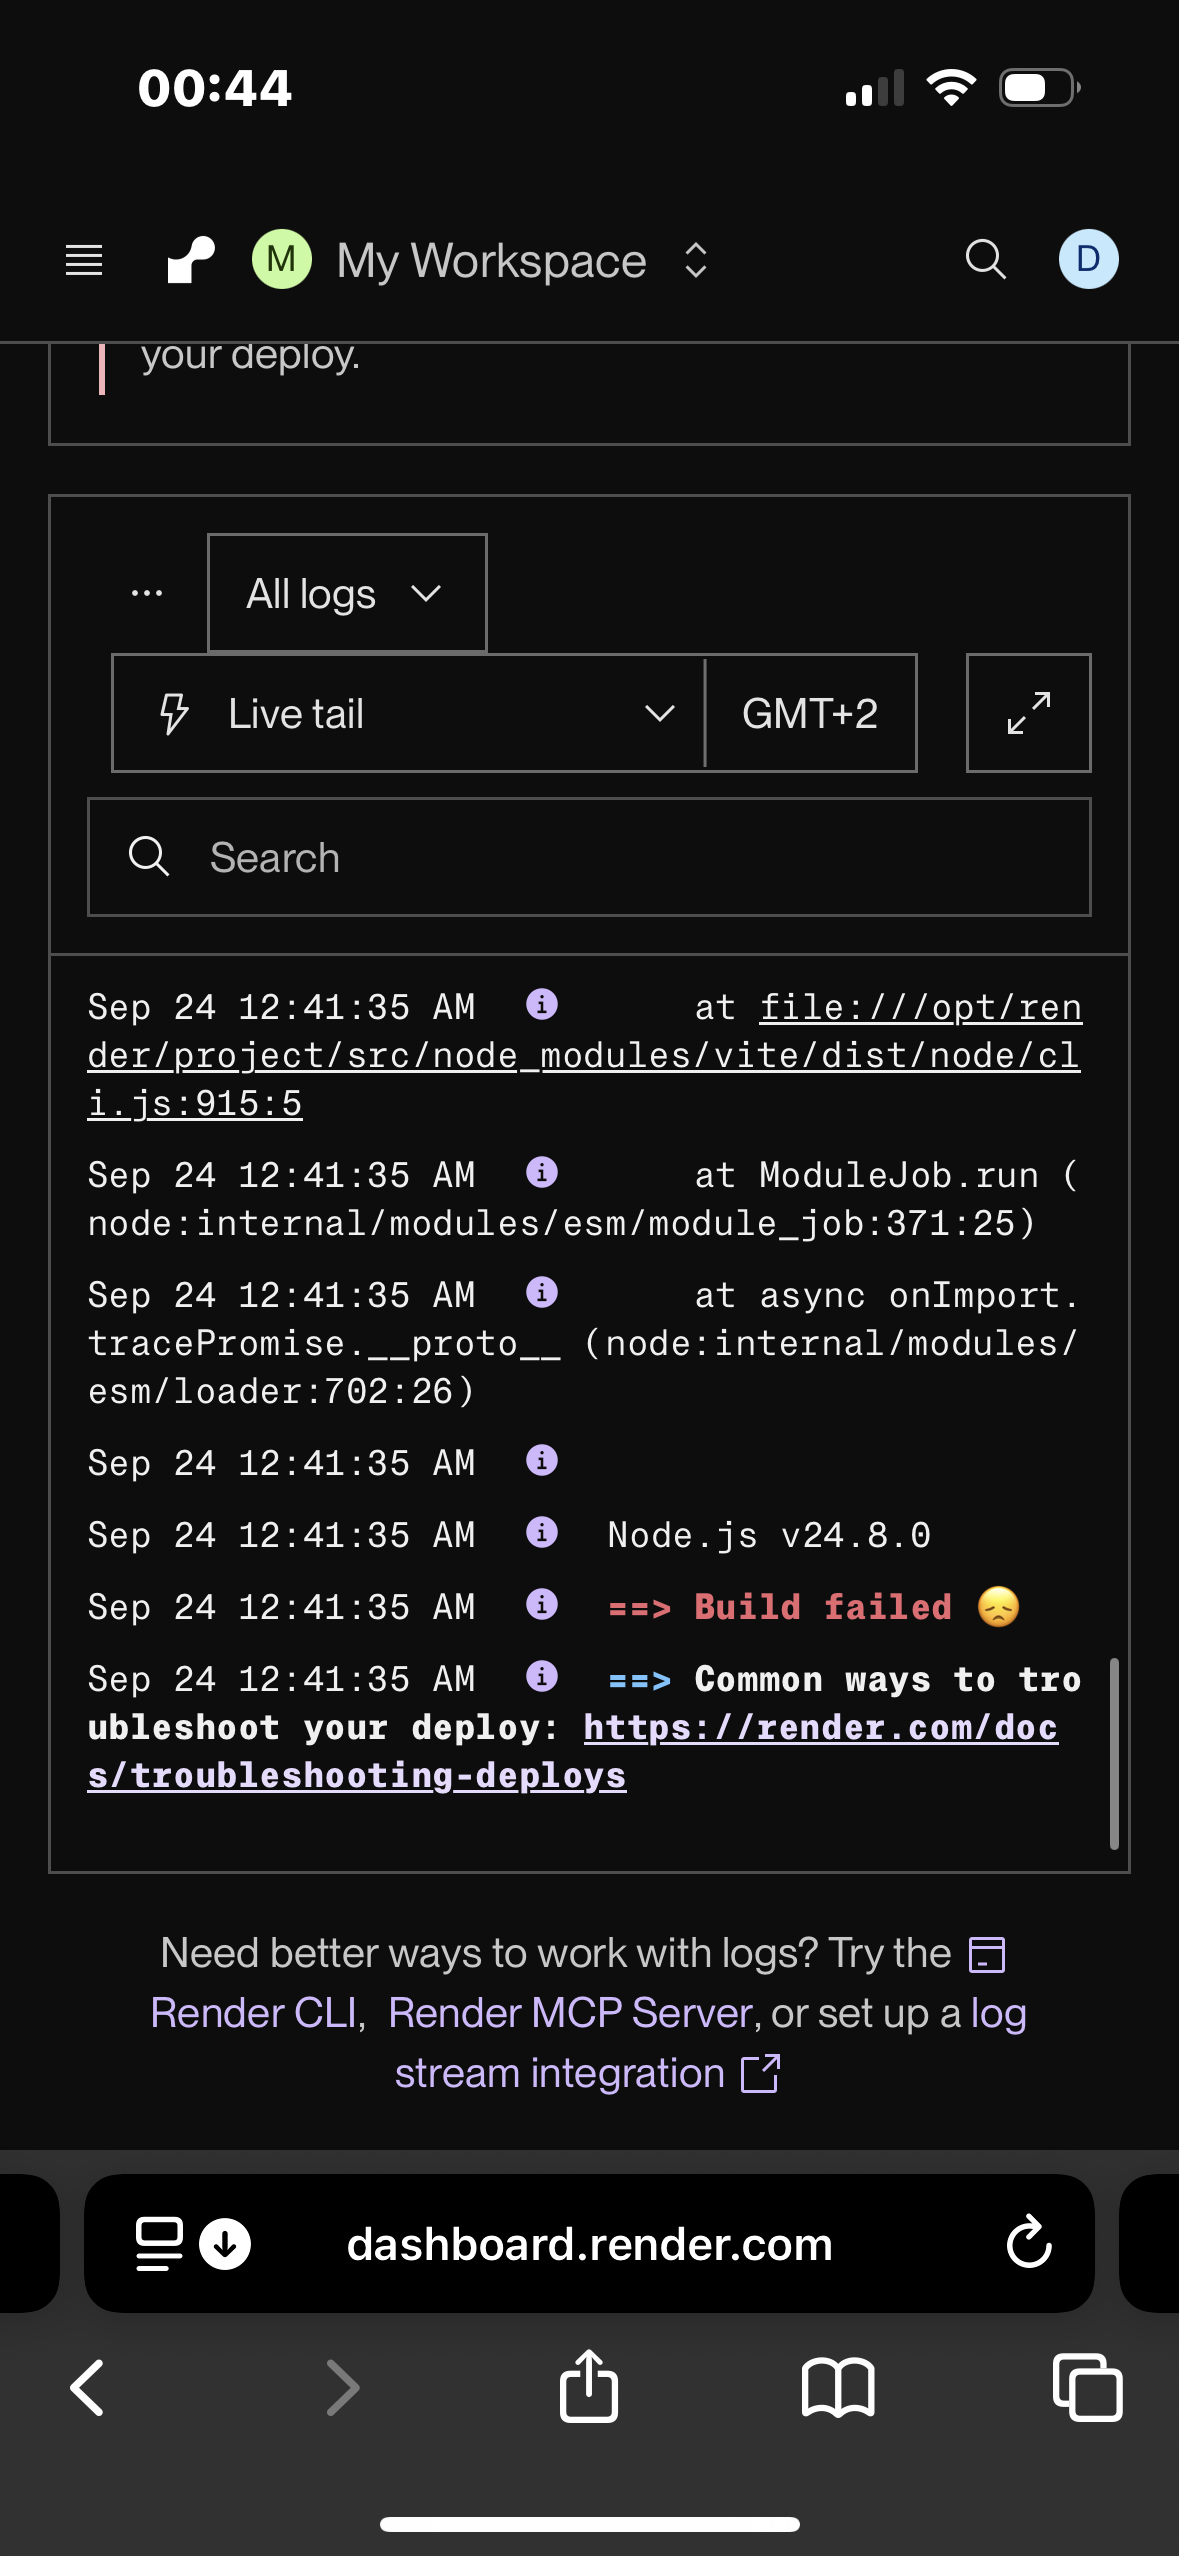 00:44
M My Workspace D
your deploy.
All logs
Live tail GMT+2
Search
Sep 24 12:41:35 AM at file:///opt/ren
der/project/src/node_modules/vite/dist/node/cl
i.js:915:5
Sep 24 12:41:35 AM at ModuleJob.run (
node:internal/modules/esm/module_job:371:25)
Sep 24 12:41:35 AM at async onImport.
tracePromise.__proto__ (node:internal/modules/
esm/loader:702:26)
Sep 24 12:41:35 AM
Sep 24 12:41:35 AM Node.js v24.8.0
Sep 24 12:41:35 AM ==> Build failed 😞
Sep 24 12:41:35 AM ==> Common ways to tro
ubleshoot your deploy: https://render.com/doc
s/troubleshooting-deploys
Need better ways to work with logs? Try the
Render CLI, Render MCP Server, or set up a log
stream integration
dashboard.render.com